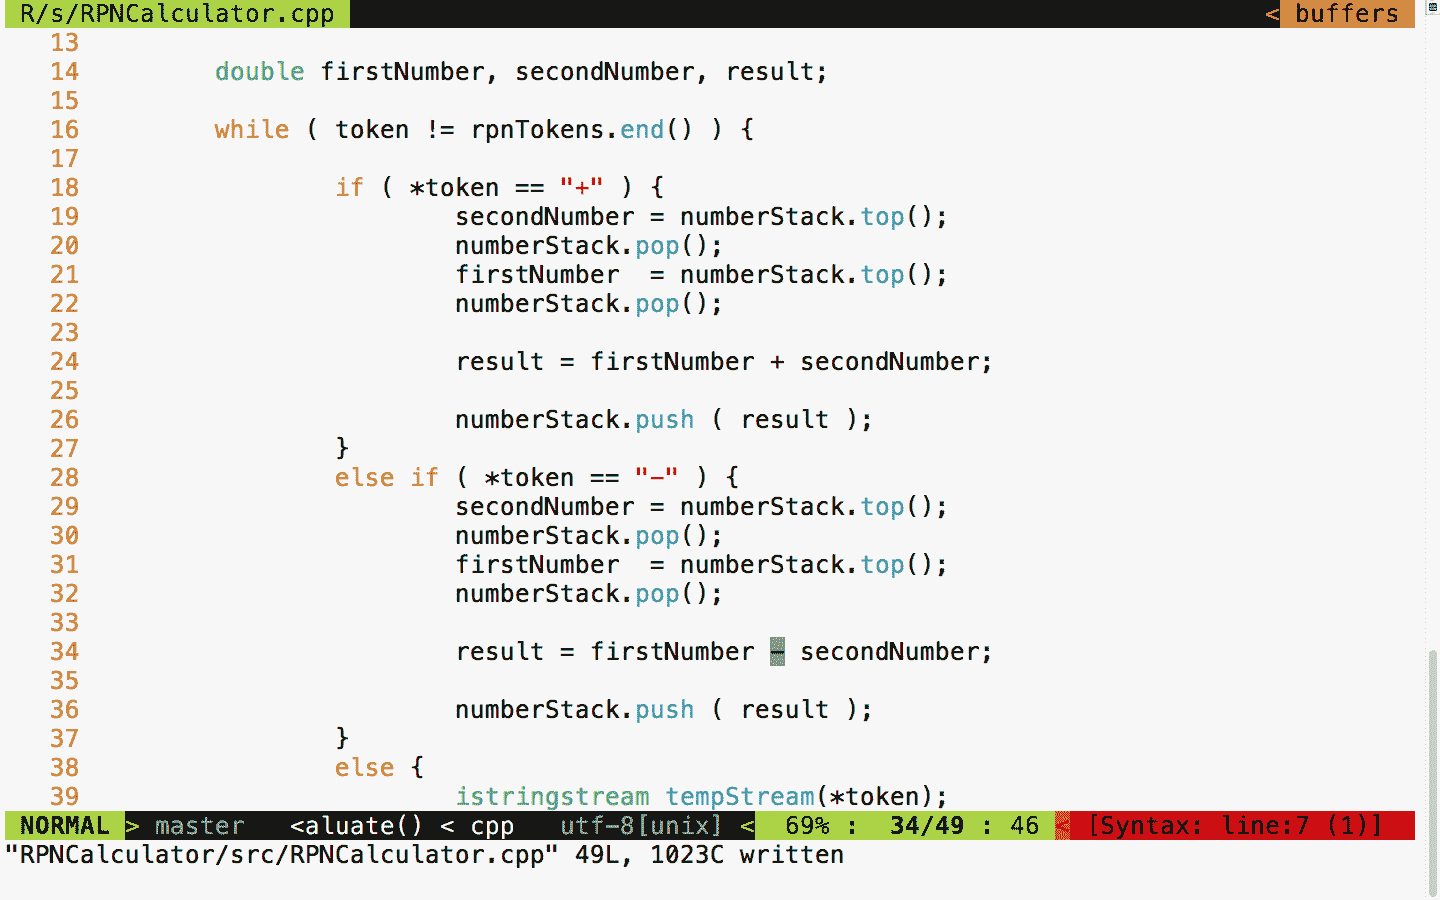 R/s/RPNCalculator.cpp < buffers
13
14 double firstNumber, secondNumber, result;
15
16 while ( token != rpnTokens.end() ) {
17
18 if ( *token == "+" ) {
19 secondNumber = numberStack.top();
20 numberStack.pop();
21 firstNumber  = numberStack.top();
22 numberStack.pop();
23
24 result = firstNumber + secondNumber;
25
26 numberStack.push ( result );
27 }
28 else if ( *token == "-" ) {
29 secondNumber = numberStack.top();
30 numberStack.pop();
31 firstNumber  = numberStack.top();
32 numberStack.pop();
33
34 result = firstNumber - secondNumber;
35
36 numberStack.push ( result );
37 }
38 else {
39 istringstream tempStream(*token);
NORMAL > master <aluate() < cpp utf-8[unix] < 69% : 34/49 : 46 < [Syntax: line:7 (1)]
"RPNCalculator/src/RPNCalculator.cpp" 49L, 1023C written